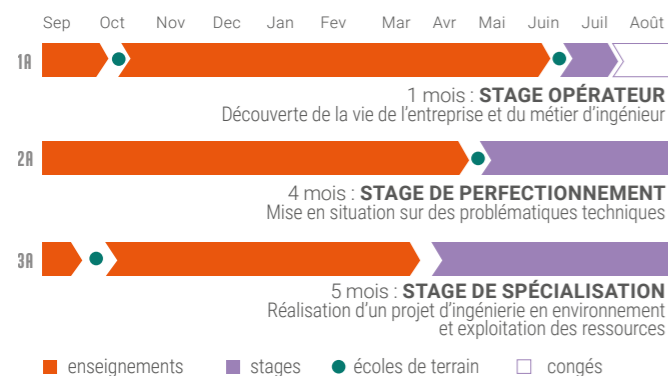 Sep Oct Nov Dec Jan Fev Mar Avr Mai Juin Juil Août
1A
1 mois : STAGE OPÉRATEUR
Découverte de la vie de l'entreprise et du métier d'ingénieur
2A
4 mois : STAGE DE PERFECTIONNEMENT
Mise en situation sur des problématiques techniques
3A
5 mois : STAGE DE SPÉCIALISATION
Réalisation d'un projet d'ingénierie en environnement
et exploitation des ressources
enseignements stages écoles de terrain congés